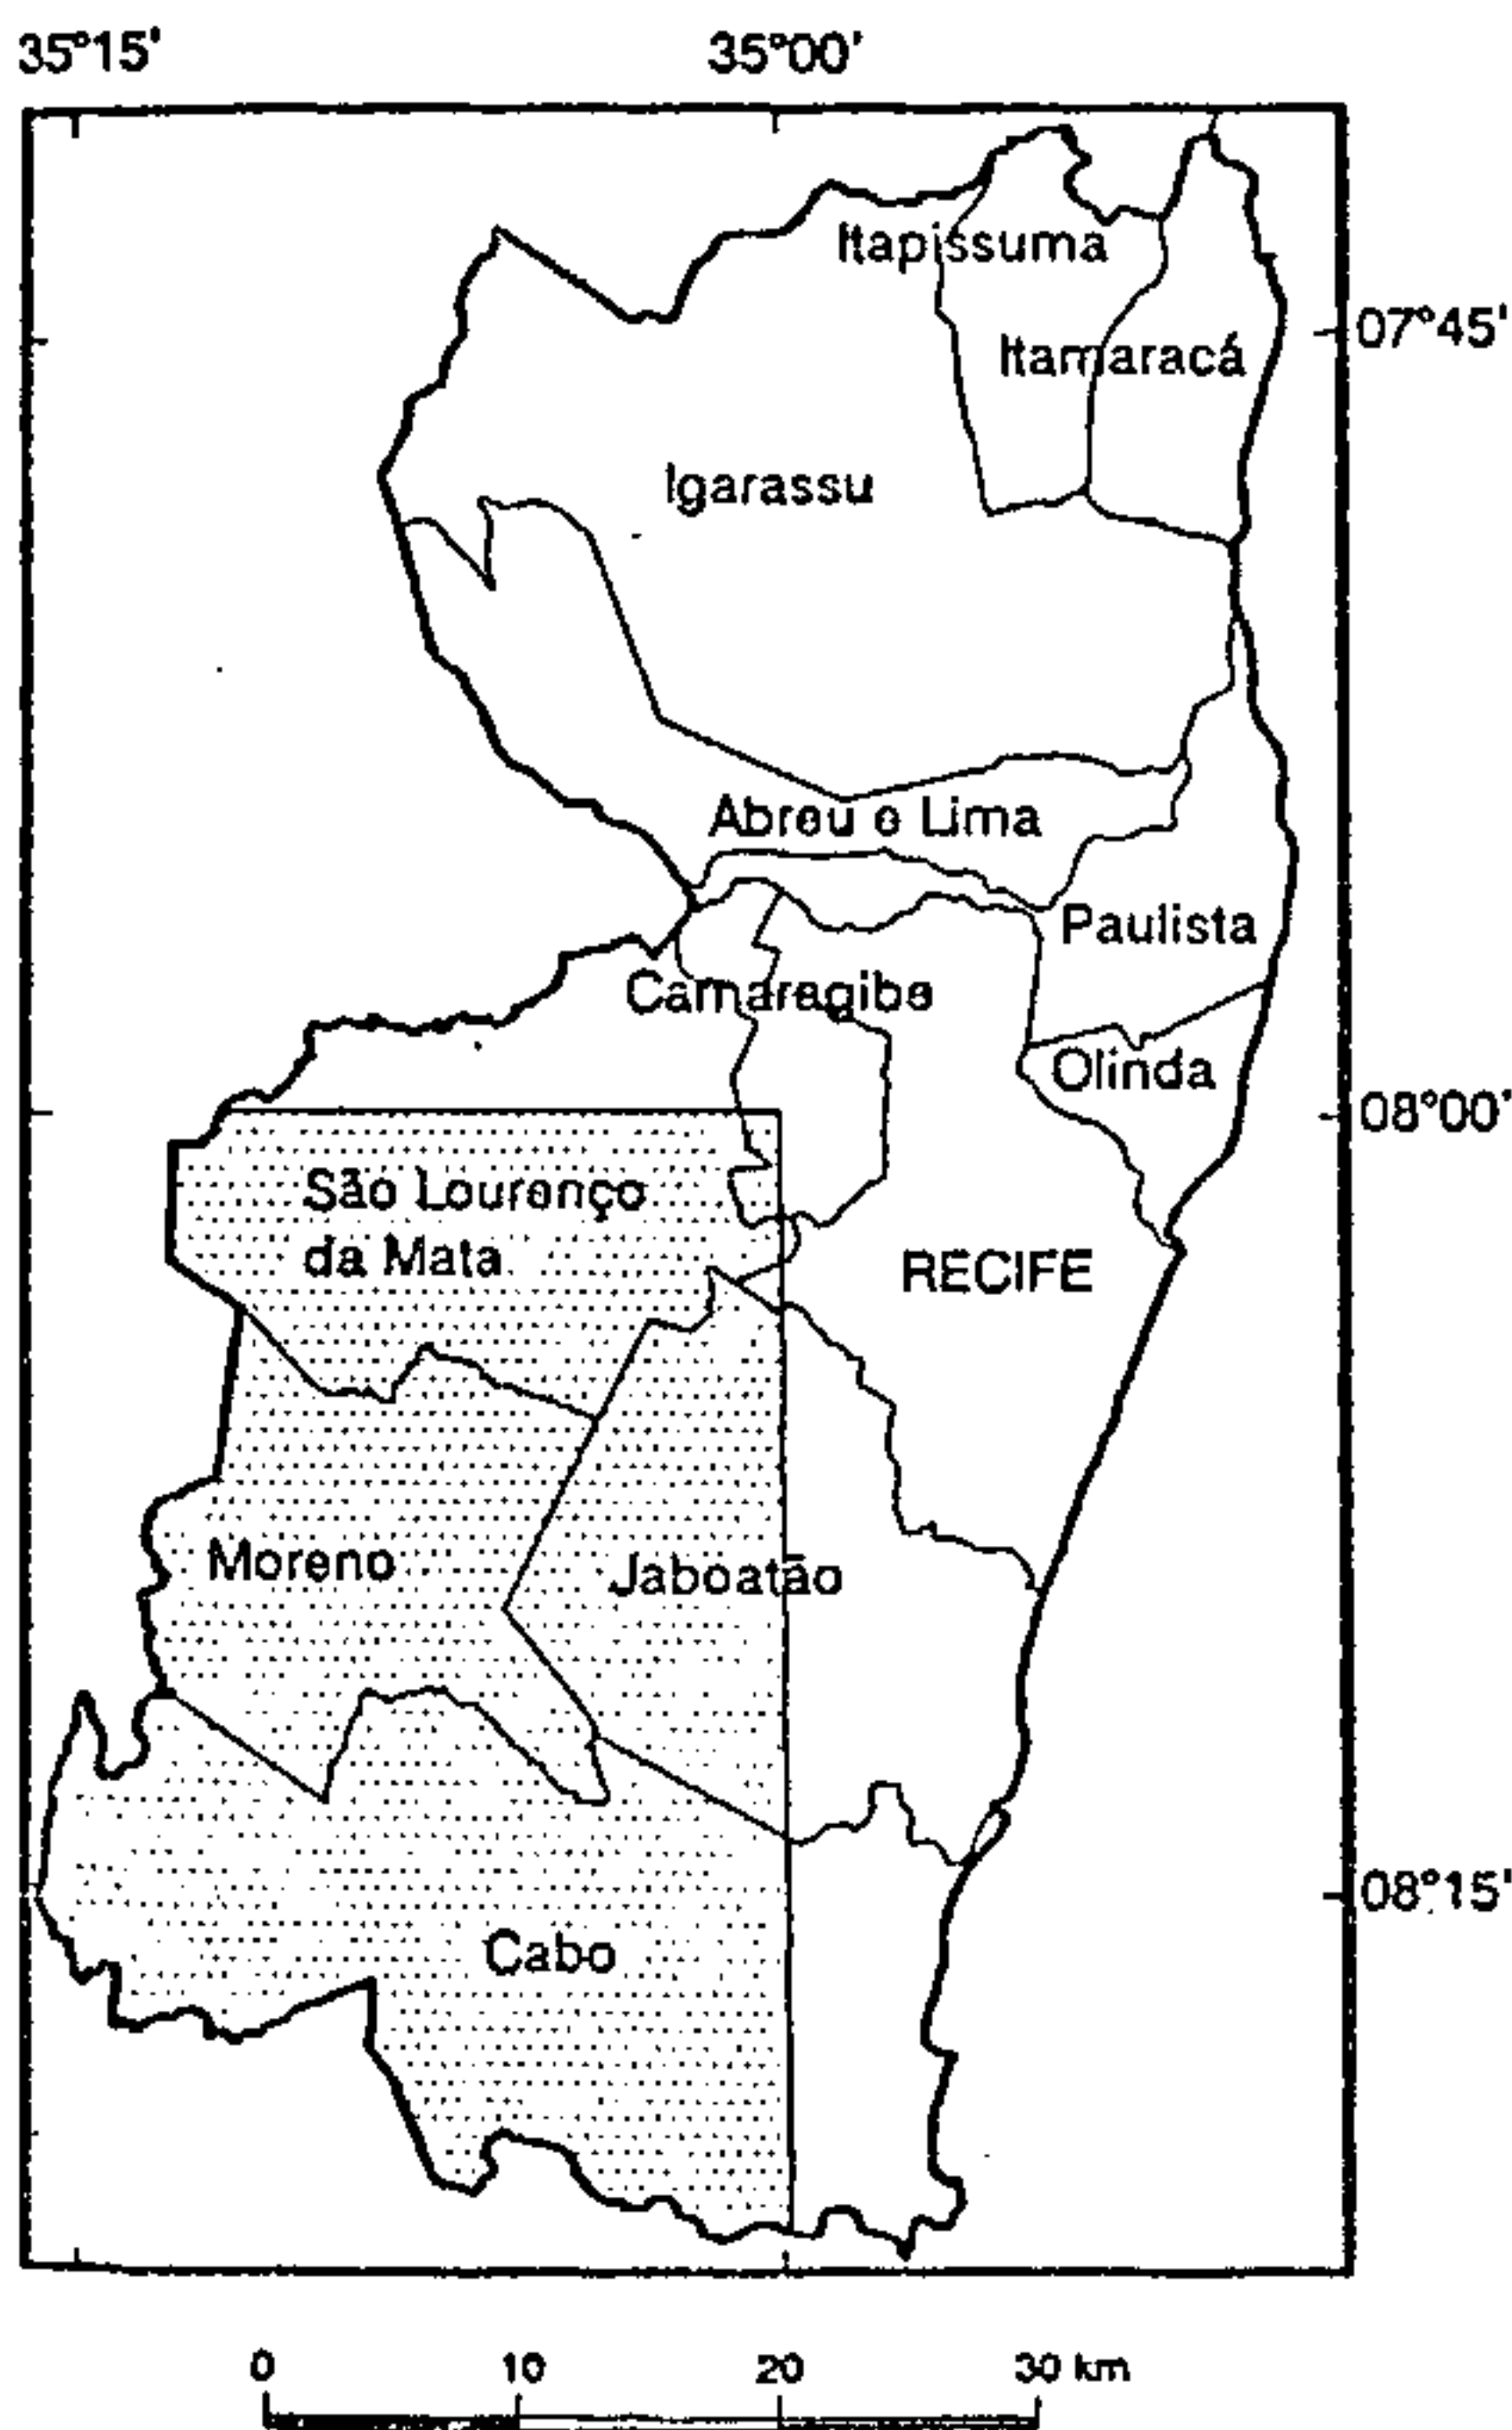 35°15' 35°00'
Itapissuma
07°45'
Itamaracá
Igarassu
Abreu e Lima
Paulista
Camaragibe
Olinda
08°00'
São Lourenço
da Mata
RECIFE
Moreno
Jaboatão
08°15'
Cabo
0 10 20 30 km